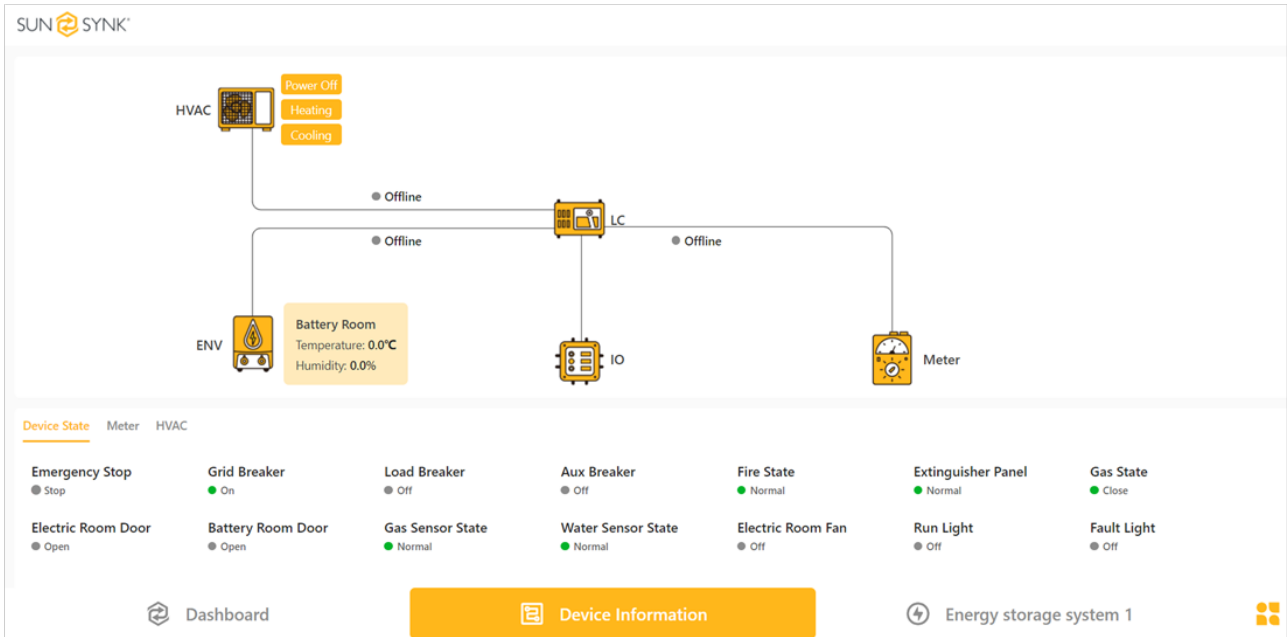 SUN SYNK
Power Off
HVAC
Heating
Cooling
Offline
LC
Offline
Offline
Battery Room
ENV
Temperature: 0.0℃
Humidity: 0.0%
IO
Meter
Device State Meter HVAC
Emergency Stop Grid Breaker Load Breaker Aux Breaker Fire State Extinguisher Panel Gas State
Stop On Off Off Normal Normal Close
Electric Room Door Battery Room Door Gas Sensor State Water Sensor State Electric Room Fan Run Light Fault Light
Open Open Normal Normal Off Off Off
Dashboard Device Information Energy storage system 1